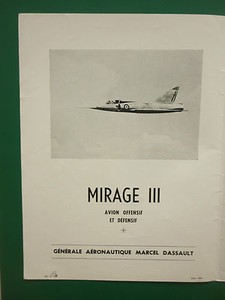 MIRAGE III
AVION OFFENSIF
ET DÉFENSIF
GÉNÉRALE AÉRONAUTIQUE MARCEL DASSAULT